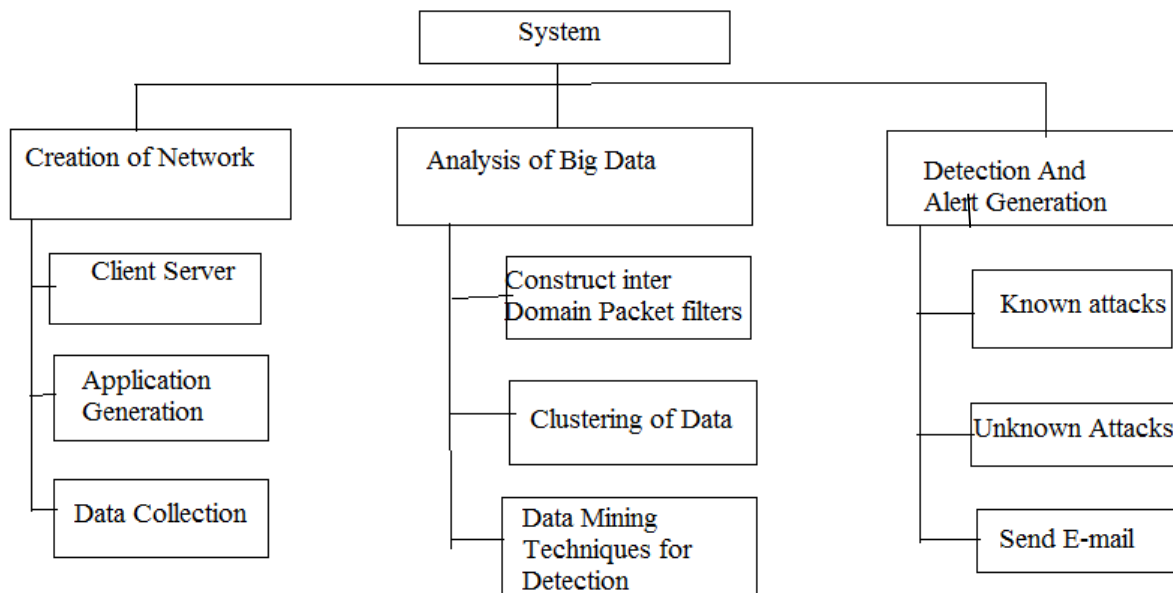 System
Creation of Network
Analysis of Big Data
Detection And
Alert Generation
Client Server
Application
Generation
Data Collection
Construct inter
Domain Packet filters
Clustering of Data
Data Mining
Techniques for
Detection
Known attacks
Unknown Attacks
Send E-mail